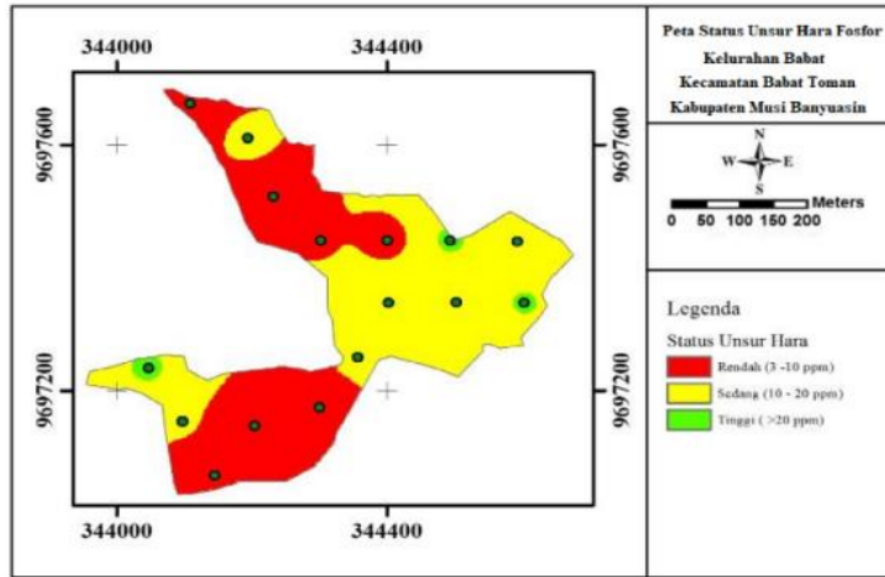 Peta Status Unsur Hara Fosfor
Kelurahan Babat
Kecamatan Babat Toman
Kabupaten Musi Banyuasin
344000 344400
9697600 9697600
N
W E
S
Meters
0 50 100 150 200
Legenda
Status Unsur Hara
Rendah (3 -10 ppm)
Sedang (10 - 20 ppm)
Tinggi ( >20 ppm)
9697200 9697200
344000 344400